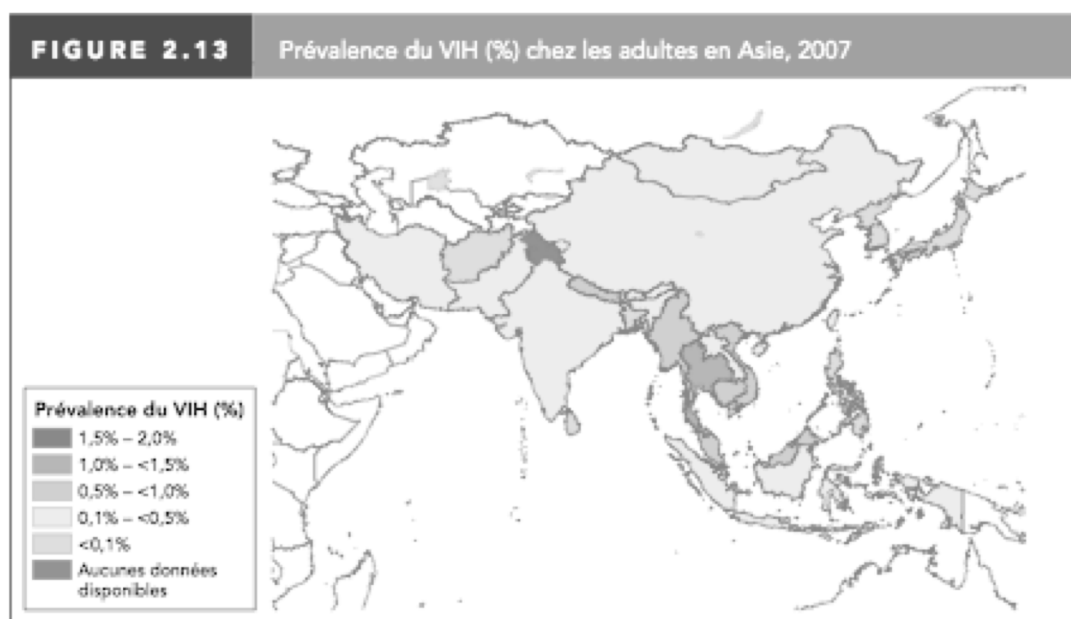 FIGURE 2.13
Prévalence du VIH (%) chez les adultes en Asie, 2007
Prévalence du VIH (%)
1,5% – 2,0%
1,0% – <1,5%
0,5% – <1,0%
0,1% – <0,5%
<0,1%
Aucunes données
disponibles